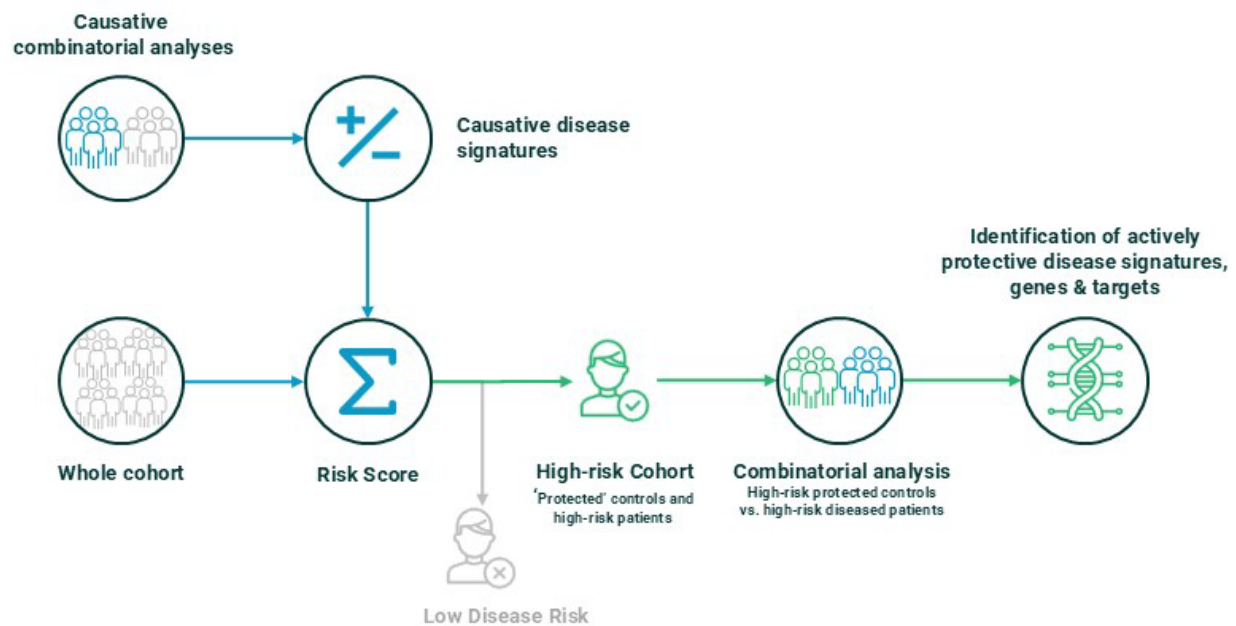 Causative
combinatorial analyses
Causative disease
signatures
Identification of actively
protective disease signatures,
genes & targets
Whole cohort
Risk Score
High-risk Cohort
‘Protected’ controls and
high-risk patients
Combinatorial analysis
High-risk protected controls
vs. high-risk diseased patients
Low Disease Risk